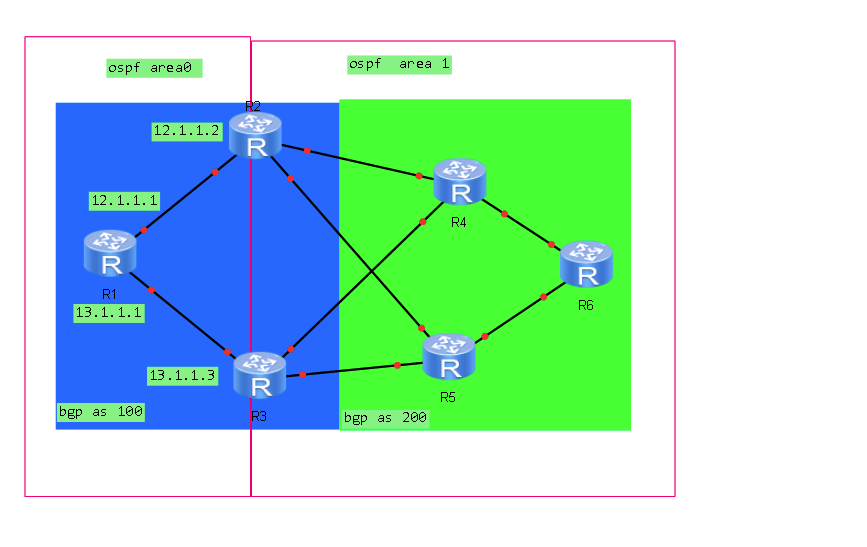 ospf area0
ospf  area 1
R2
12.1.1.2
R
R
R4
12.1.1.1
R
R1
13.1.1.1
R
R6
13.1.1.3
R
R3
R
R5
bgp as 100
bgp as 200